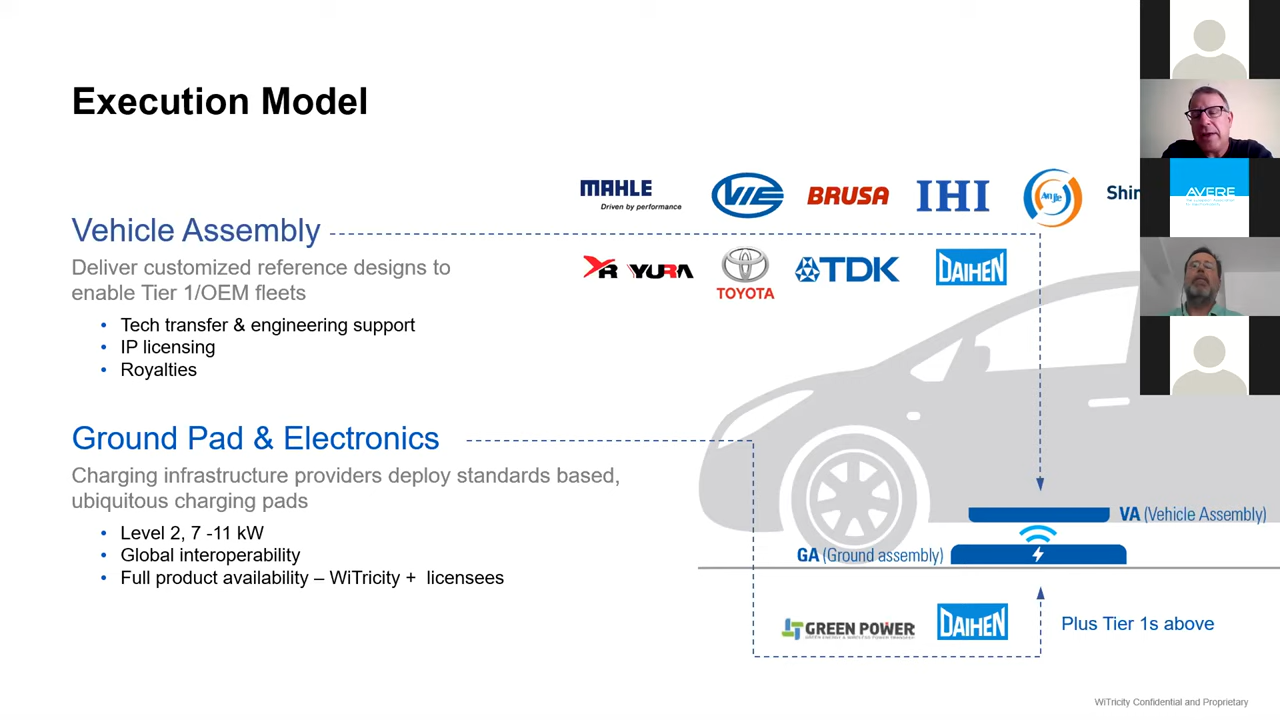 Execution Model
MAHLE
Driven by performance
VIE
BRUSA
IHI
AnJie
Vehicle Assembly
Deliver customized reference designs to
enable Tier 1/OEM fleets
YURA
TOYOTA
TDK
DAIHEN
• Tech transfer & engineering support
• IP licensing
• Royalties
Ground Pad & Electronics
Charging infrastructure providers deploy standards based,
ubiquitous charging pads
• Level 2, 7 -11 kW
• Global interoperability
• Full product availability – WiTricity + licensees
VA (Vehicle Assembly)
GA (Ground assembly)
GREEN POWER
DAIHEN
Plus Tier 1s above
WiTricity Confidential and Proprietary
AVERE